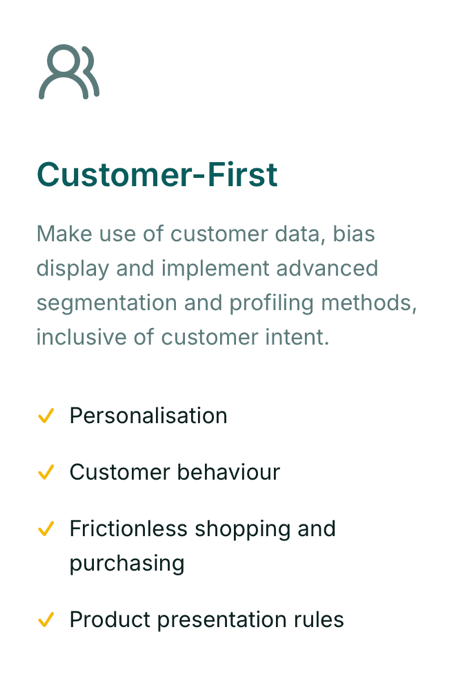 Customer-First
Make use of customer data, bias
display and implement advanced
segmentation and profiling methods,
inclusive of customer intent.
Personalisation
Customer behaviour
Frictionless shopping and
purchasing
Product presentation rules